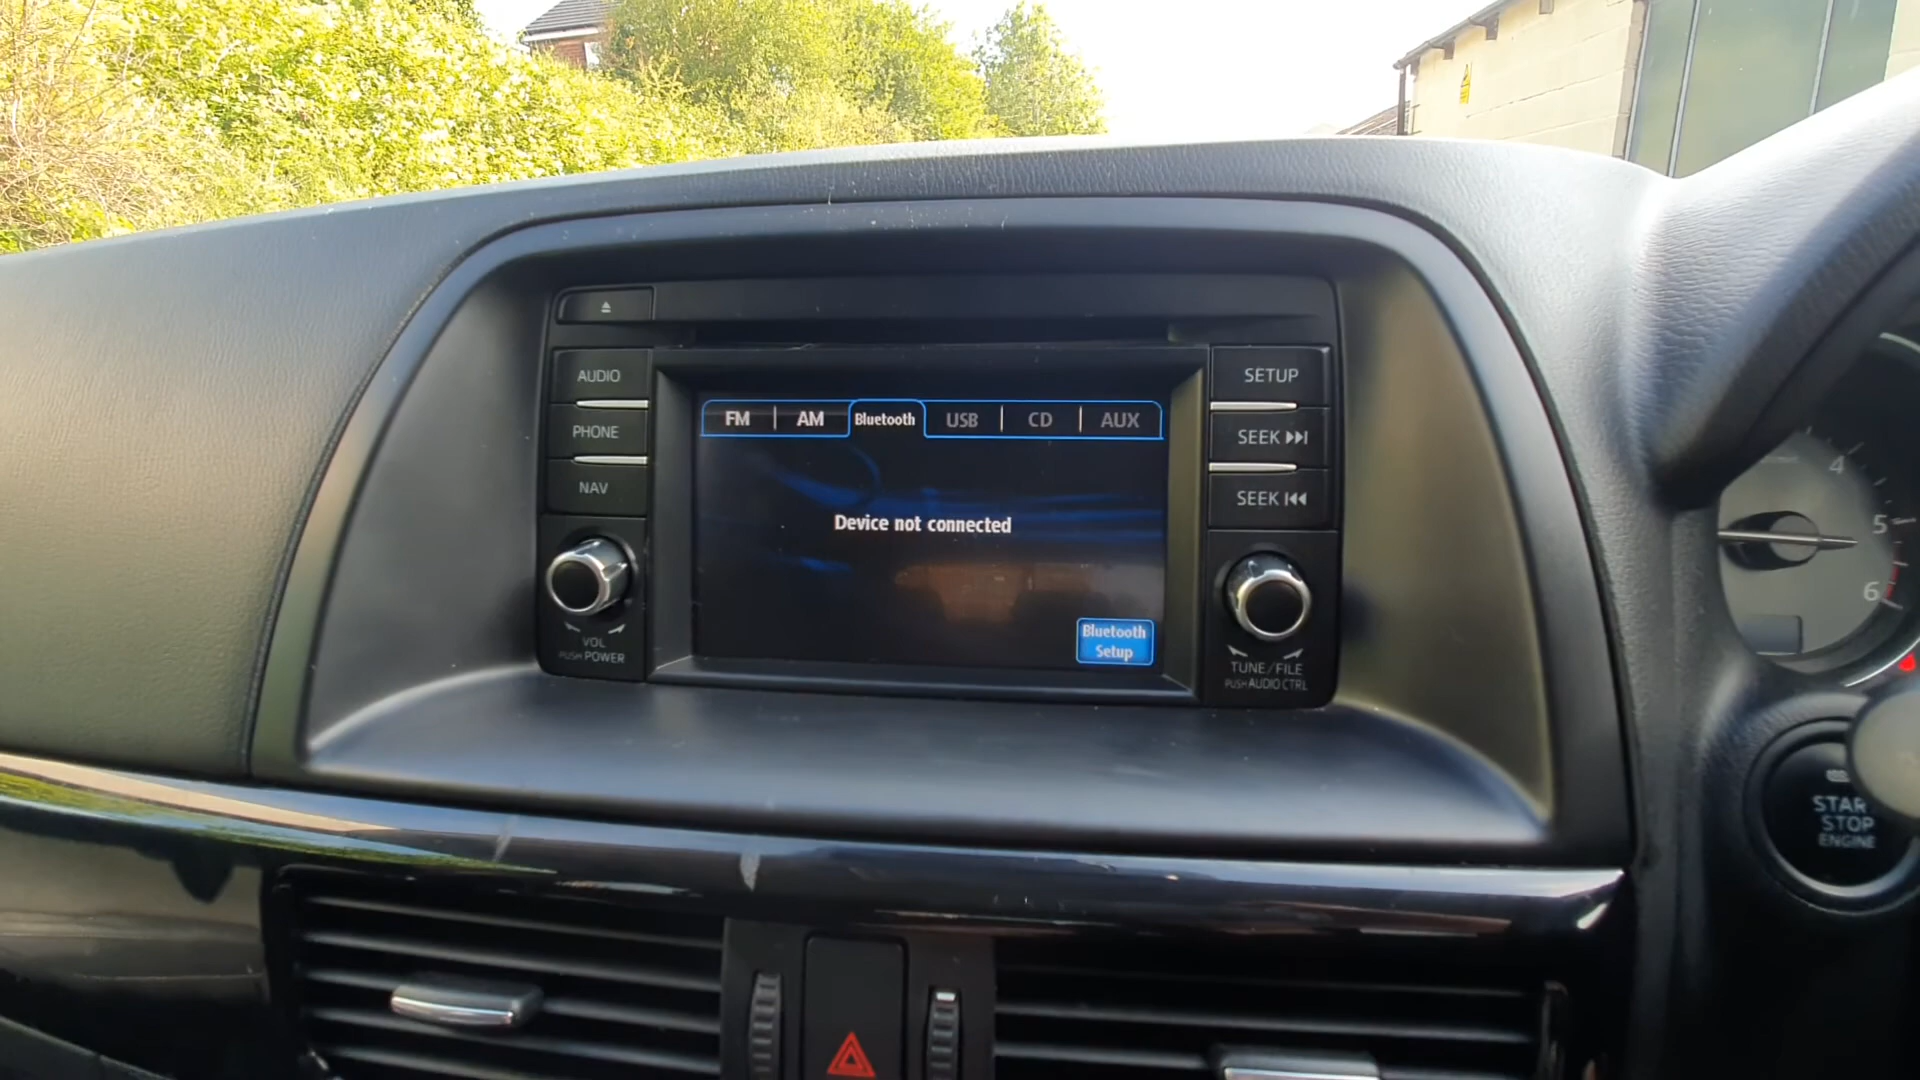 AUDIO
PHONE
NAV
VOL
PUSH POWER
FM AM Bluetooth USB CD AUX
Device not connected
Bluetooth
Setup
SETUP
SEEK
SEEK
TUNE/FILE
PUSH AUDIO CTRL
4
5
6
START
STOP
ENGINE